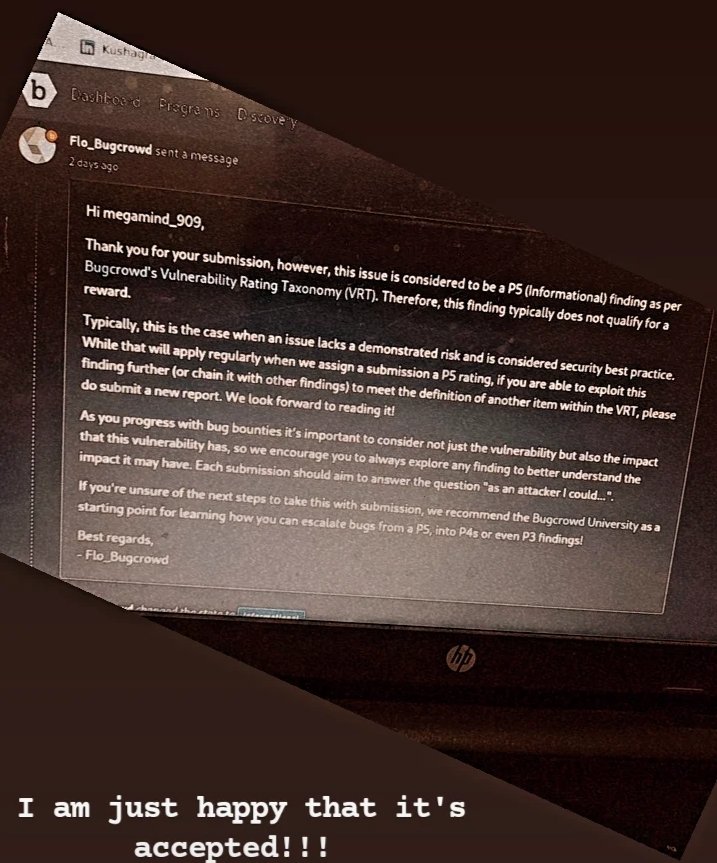 A.
Kushagra
b
Dashboard Programs Discovery
Flo_Bugcrowd sent a message
2 days ago
Hi megamind_909,
Thank you for your submission, however, this issue is considered to be a P5 (Informational) finding as per
Bugcrowd's Vulnerability Rating Taxonomy (VRT). Therefore, this finding typically does not qualify for a
reward.
Typically, this is the case when an issue lacks a demonstrated risk and is considered security best practice.
While that will apply regularly when we assign a submission a P5 rating, if you are able to exploit this
finding further (or chain it with other findings) to meet the definition of another item within the VRT, please
do submit a new report. We look forward to reading it!
As you progress with bug bounties it's important to consider not just the vulnerability but also the impact
that this vulnerability has, so we encourage you to always explore any finding to better understand the
impact it may have. Each submission should aim to answer the question "as an attacker I could...".
If you're unsure of the next steps to take this with submission, we recommend the Bugcrowd University as a
starting point for learning how you can escalate bugs from a P5, into P4s or even P3 findings!
Best regards,
- Flo_Bugcrowd
changed the state to Informational
hp
I am just happy that it's
accepted!!!